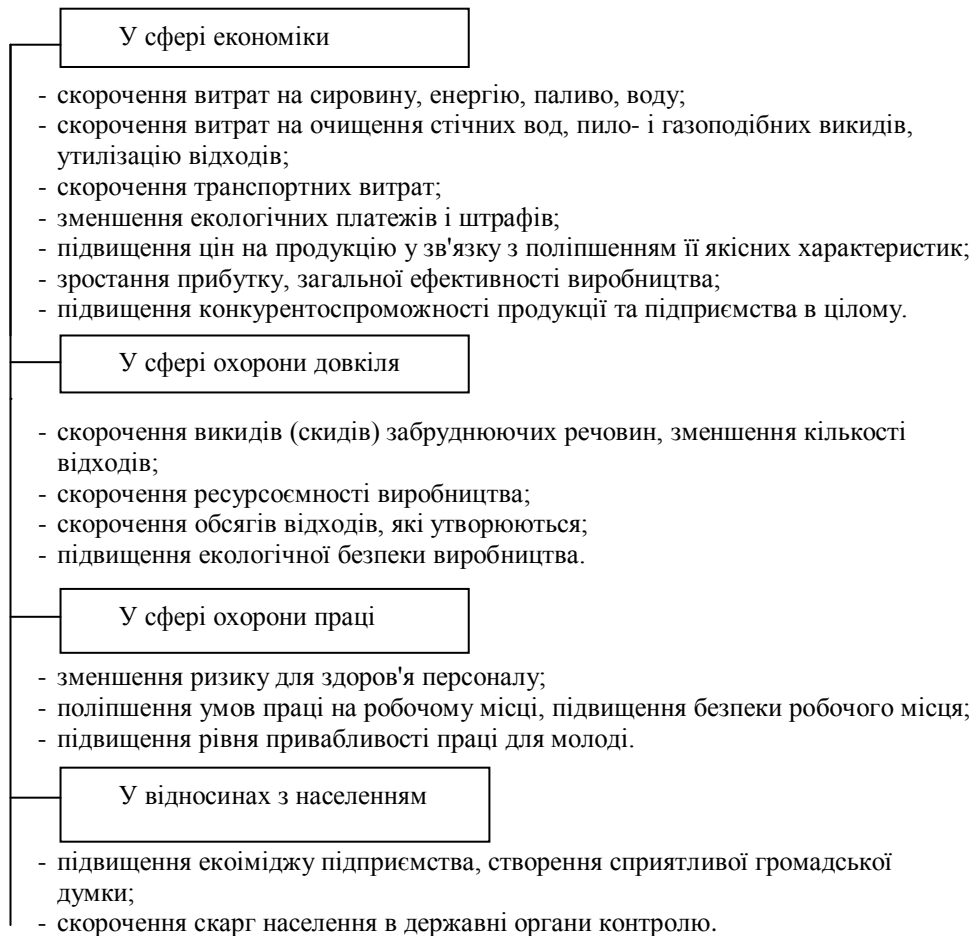 У сфері економіки
- скорочення витрат на сировину, енергію, паливо, воду;
- скорочення витрат на очищення стічних вод, пило- і газоподібних викидів,
утилізацію відходів;
- скорочення транспортних витрат;
- зменшення екологічних платежів і штрафів;
- підвищення цін на продукцію у зв'язку з поліпшенням її якісних характеристик;
- зростання прибутку, загальної ефективності виробництва;
- підвищення конкурентоспроможності продукції та підприємства в цілому.
У сфері охорони довкіля
- скорочення викидів (скидів) забруднюючих речовин, зменшення кількості
відходів;
- скорочення ресурсоємності виробництва;
- скорочення обсягів відходів, які утворюються;
- підвищення екологічної безпеки виробництва.
У сфері охорони праці
- зменшення ризику для здоров'я персоналу;
- поліпшення умов праці на робочому місці, підвищення безпеки робочого місця;
- підвищення рівня привабливості праці для молоді.
У відносинах з населенням
- підвищення екоіміджу підприємства, створення сприятливої громадської
думки;
- скорочення скарг населення в державні органи контролю.